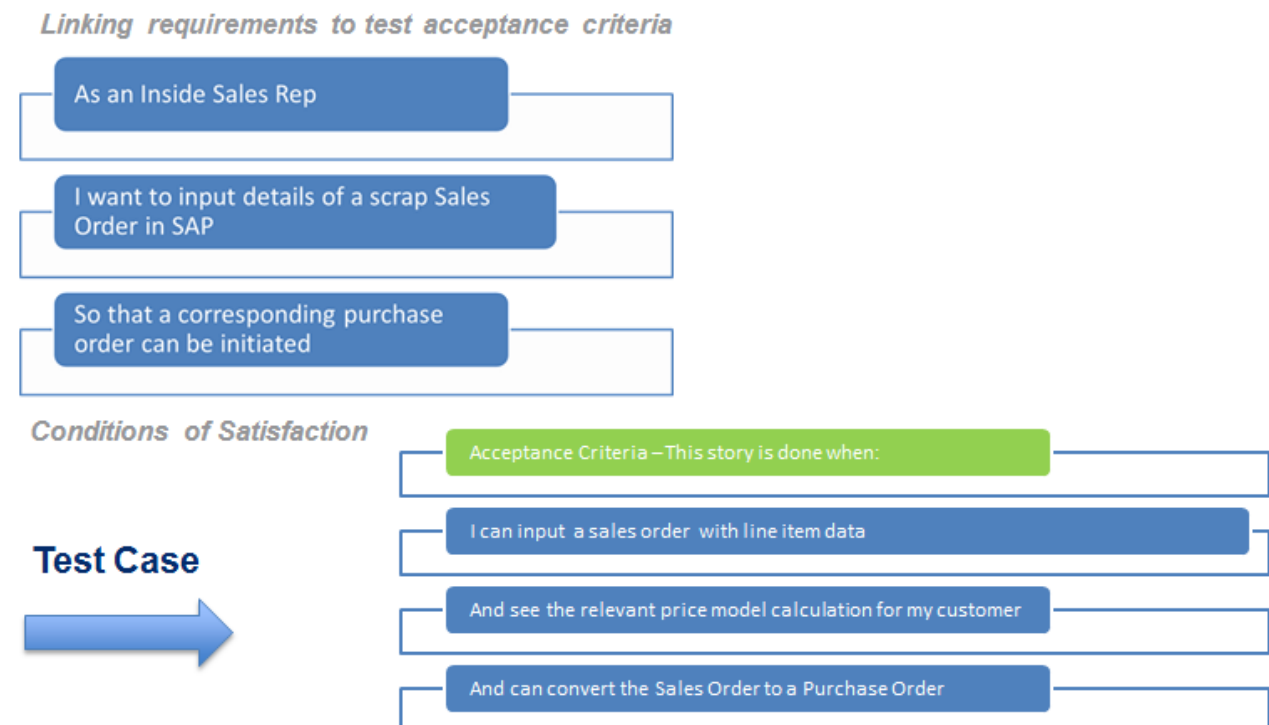 Linking requirements to test acceptance criteria
As an Inside Sales Rep
I want to input details of a scrap Sales
Order in SAP
So that a corresponding purchase
order can be initiated
Conditions of Satisfaction
Acceptance Criteria – This story is done when:
I can input a sales order with line item data
Test Case
And see the relevant price model calculation for my customer
And can convert the Sales Order to a Purchase Order